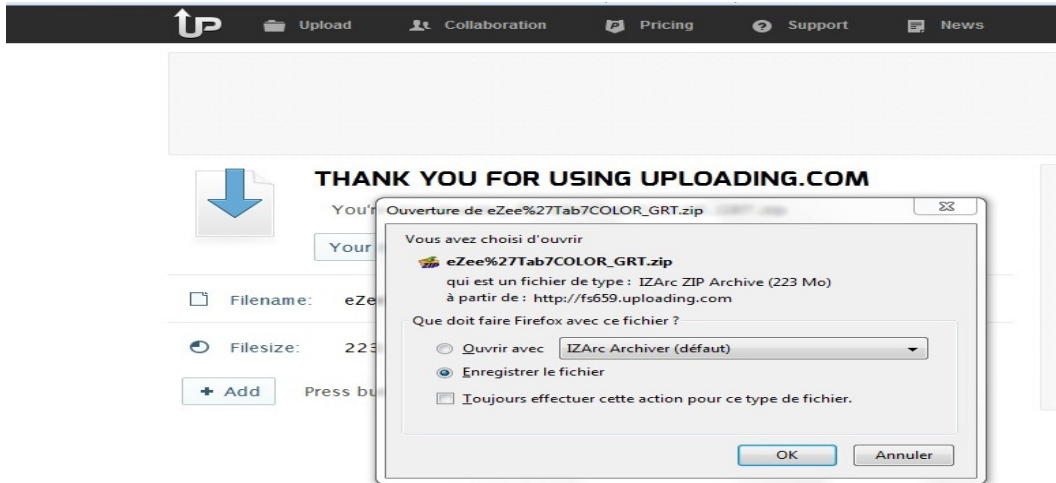 UP Upload Collaboration Pricing Support News
THANK YOU FOR USING UPLOADING.COM
Ouverture de eZee%27Tab7COLOR_GRT.zip
Vous avez choisi d'ouvrir
Your
eZee%27Tab7COLOR_GRT.zip
qui est un fichier de type : IZArc ZIP Archive (223 Mo)
à partir de : http://fs659.uploading.com
Filename: eZe
Que doit faire Firefox avec ce fichier ?
Filesize: 223
Ouvrir avec IZArc Archiver (défaut)
Enregistrer le fichier
+ Add Press bu
Toujours effectuer cette action pour ce type de fichier.
OK Annuler